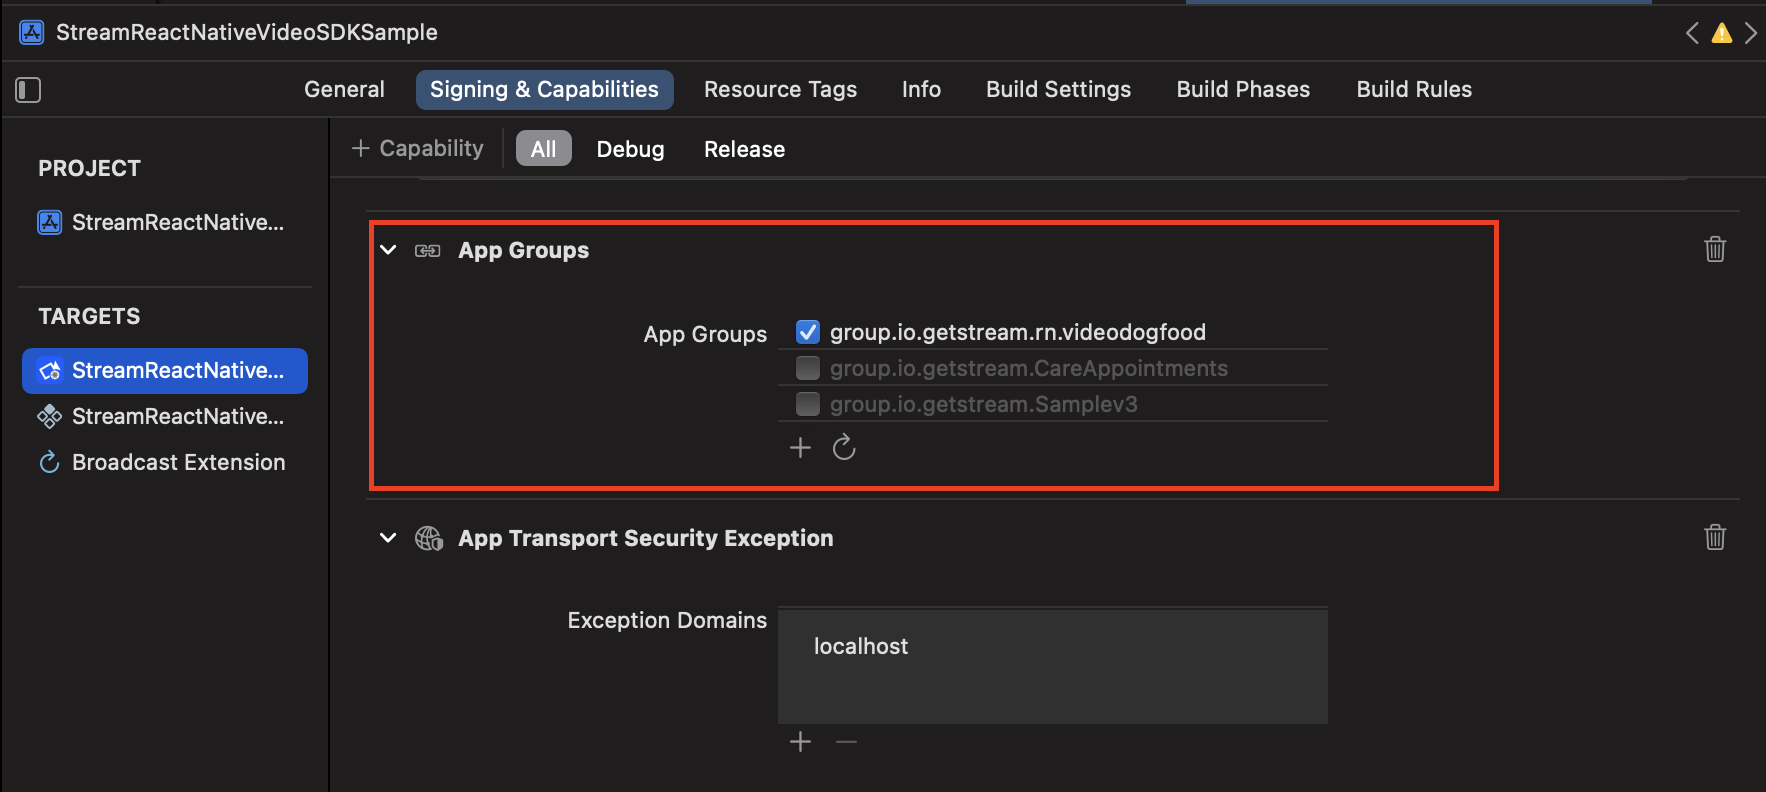 StreamReactNativeVideoSDKSample
General
Signing & Capabilities
Resource Tags
Info
Build Settings
Build Phases
Build Rules
PROJECT
StreamReactNative...
TARGETS
StreamReactNative...
StreamReactNative...
Broadcast Extension
+ Capability
All
Debug
Release
App Groups
App Groups
group.io.getstream.rn.videodogfood
group.io.getstream.CareAppointments
group.io.getstream.Samplev3
App Transport Security Exception
Exception Domains
localhost